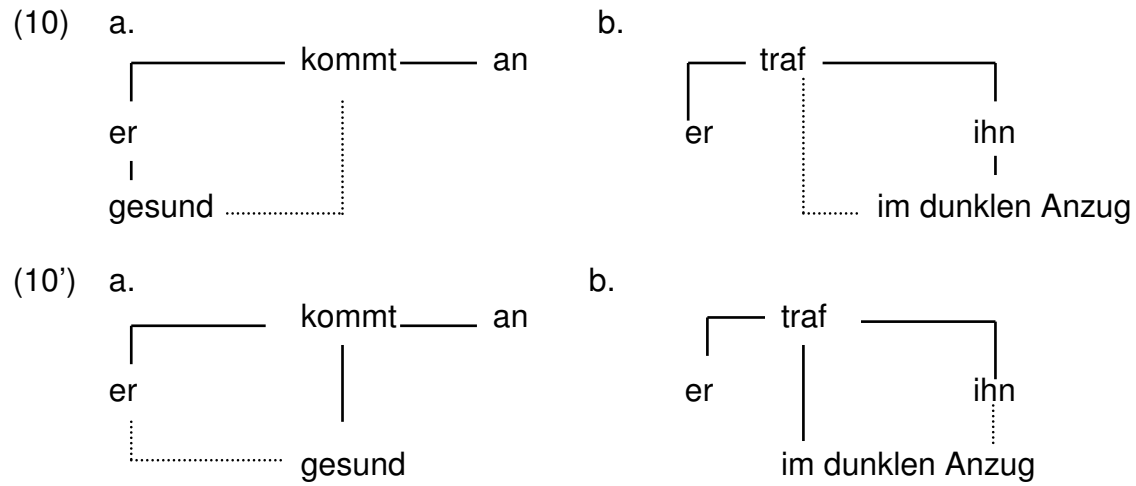 (10) a. b.
kommt an traf
er er ihn
gesund im dunklen Anzug
(10') a. b.
kommt an traf
er er ihn
gesund im dunklen Anzug